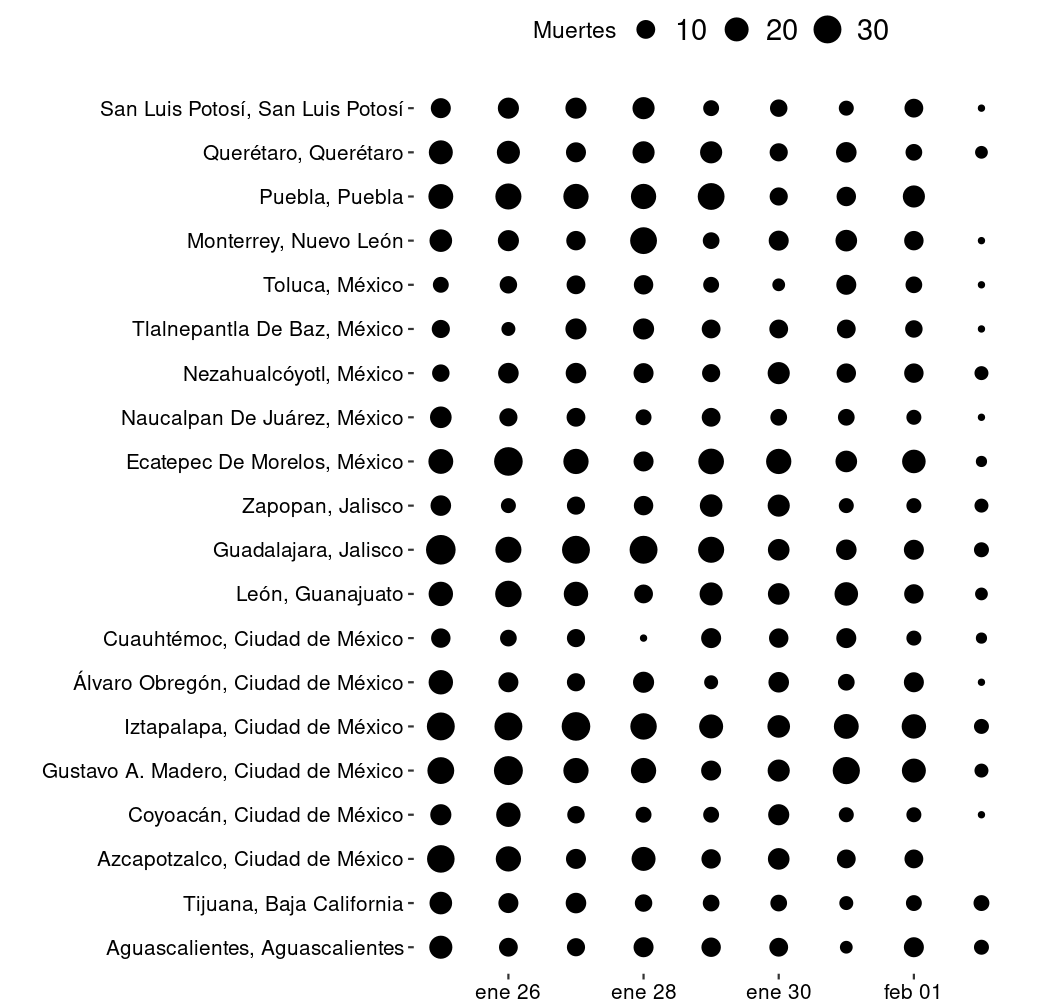 Muertes 10 20 30
San Luis Potosí, San Luis Potosí
Querétaro, Querétaro
Puebla, Puebla
Monterrey, Nuevo León
Toluca, México
Tlalnepantla De Baz, México
Nezahualcóyotl, México
Naucalpan De Juárez, México
Ecatepec De Morelos, México
Zapopan, Jalisco
Guadalajara, Jalisco
León, Guanajuato
Cuauhtémoc, Ciudad de México
Álvaro Obregón, Ciudad de México
Iztapalapa, Ciudad de México
Gustavo A. Madero, Ciudad de México
Coyoacán, Ciudad de México
Azcapotzalco, Ciudad de México
Tijuana, Baja California
Aguascalientes, Aguascalientes
ene 26 ene 28 ene 30 feb 01